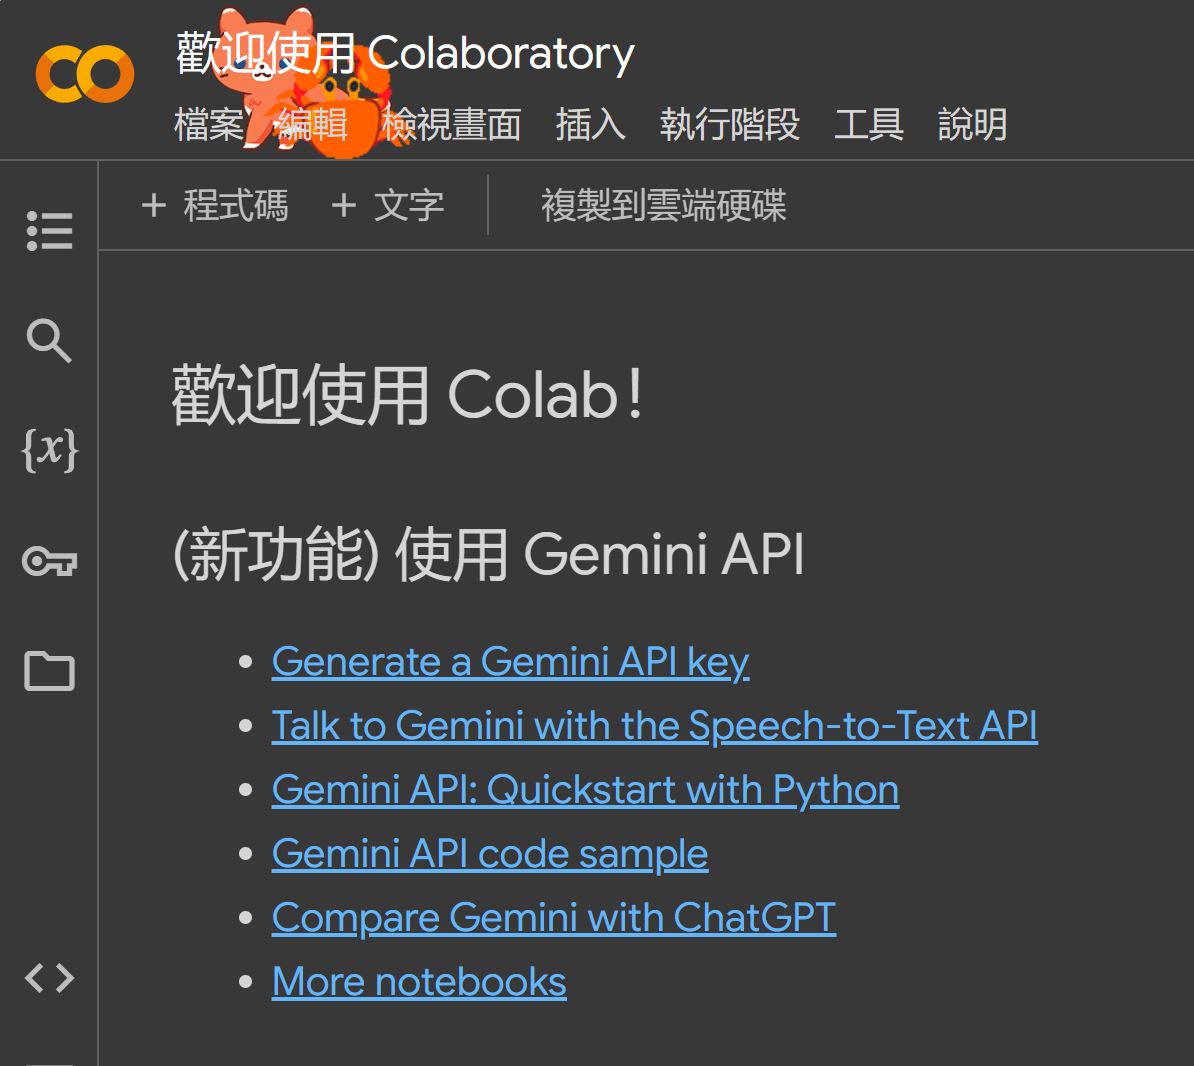 歡迎使用 Colaboratory
檔案 編輯 檢視畫面 插入 執行階段 工具 說明
+ 程式碼 + 文字 複製到雲端硬碟
{x}
歡迎使用 Colab！
(新功能) 使用 Gemini API
Generate a Gemini API key
Talk to Gemini with the Speech-to-Text API
Gemini API: Quickstart with Python
Gemini API code sample
Compare Gemini with ChatGPT
More notebooks